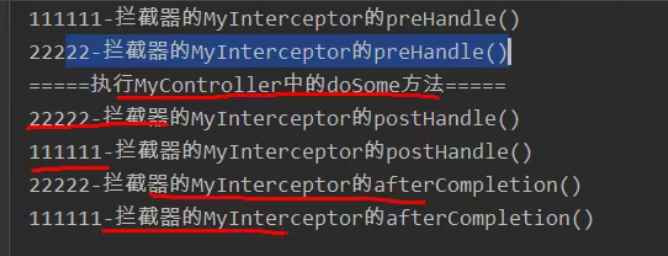 111111-拦截器的MyInterceptor的preHandle()
22222-拦截器的MyInterceptor的preHandle()
=====执行MyController中的doSome方法=====
22222-拦截器的MyInterceptor的postHandle()
111111-拦截器的MyInterceptor的postHandle()
22222-拦截器的MyInterceptor的afterCompletion()
111111-拦截器的MyInterceptor的afterCompletion()